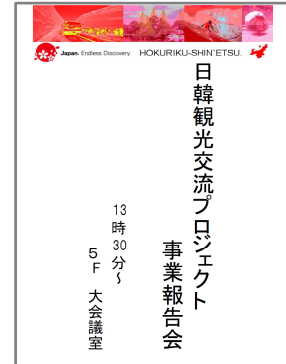 Japan. Endless Discovery.
HOKURIKU-SHIN'ETSU.
日韓観光交流プロジェクト
事業報告会
13時30分~
5F 大会議室